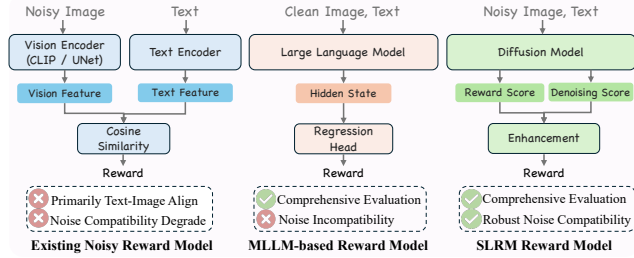 Noisy Image
Text
Vision Encoder
(CLIP / UNet)
Text Encoder
Vision Feature
Text Feature
Cosine
Similarity
Reward
Primarily Text-Image Align
Noise Compatibility Degrade
Existing Noisy Reward Model
Clean Image, Text
Large Language Model
Hidden State
Regression
Head
Reward
Comprehensive Evaluation
Noise Incompatibility
MLLM-based Reward Model
Noisy Image, Text
Diffusion Model
Reward Score
Denoising Score
Enhancement
Reward
Comprehensive Evaluation
Robust Noise Compatibility
SLRM Reward Model